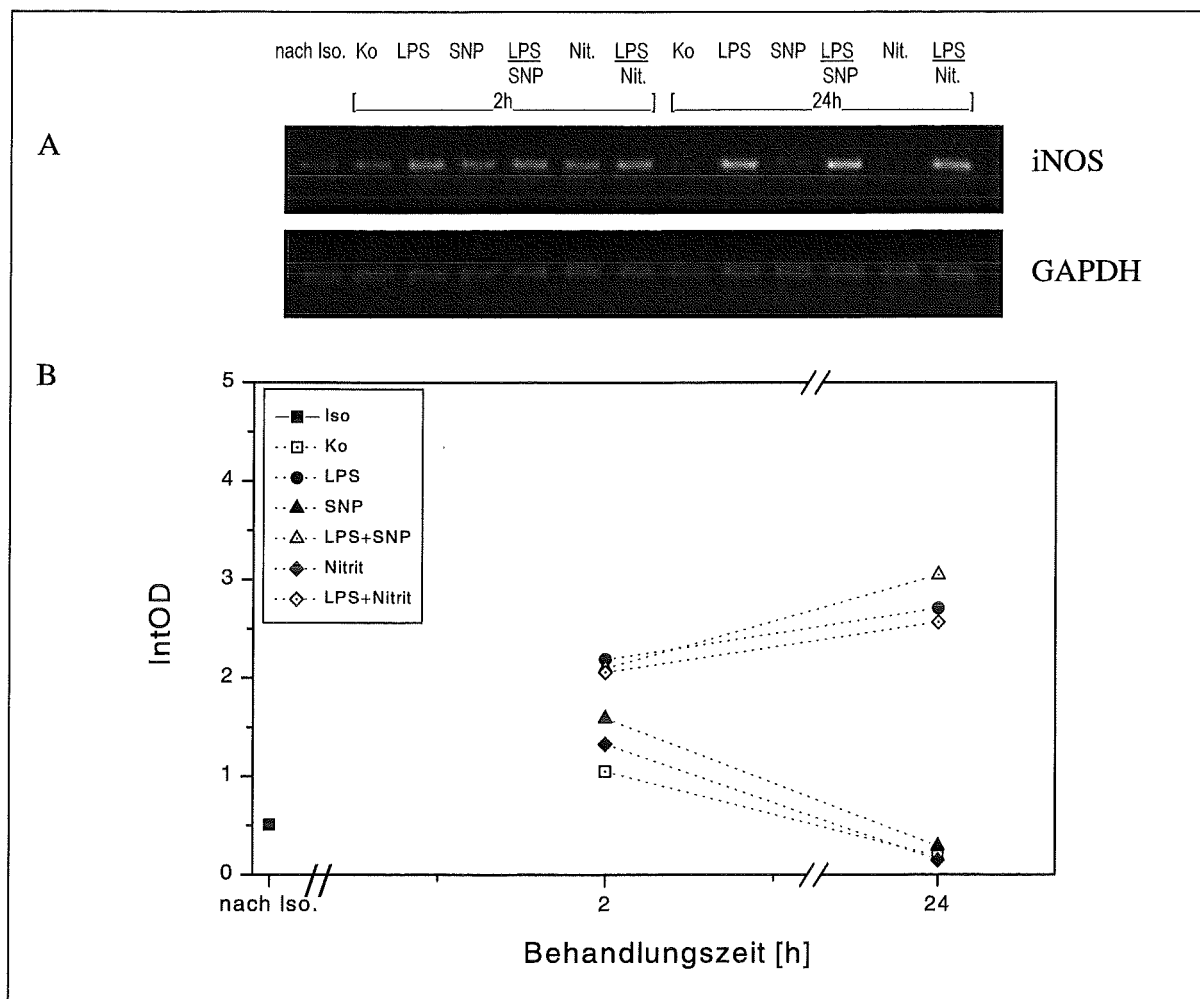 nach Iso. Ko LPS SNP LPS Nit. LPS Ko LPS SNP LPS Nit. LPS
SNP Nit. SNP Nit.
[ 2h ] [ 24h ]
A
iNOS
GAPDH
B
5
4
3
2
1
0
IntOD
Iso
Ko
LPS
SNP
LPS+SNP
Nitrit
LPS+Nitrit
nach Iso. 2 24
Behandlungszeit [h]